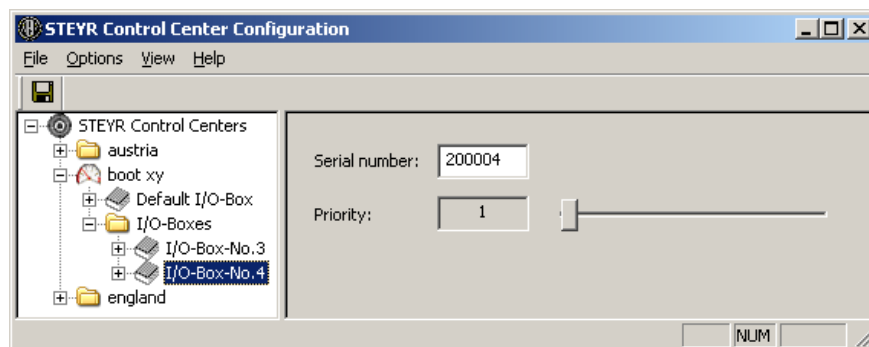 STEYR Control Center Configuration
File Options View Help
STEYR Control Centers
austria
boot xy
Default I/O-Box
I/O-Boxes
I/O-Box-No.3
I/O-Box-No.4
england
Serial number: 200004
Priority: 1
NUM